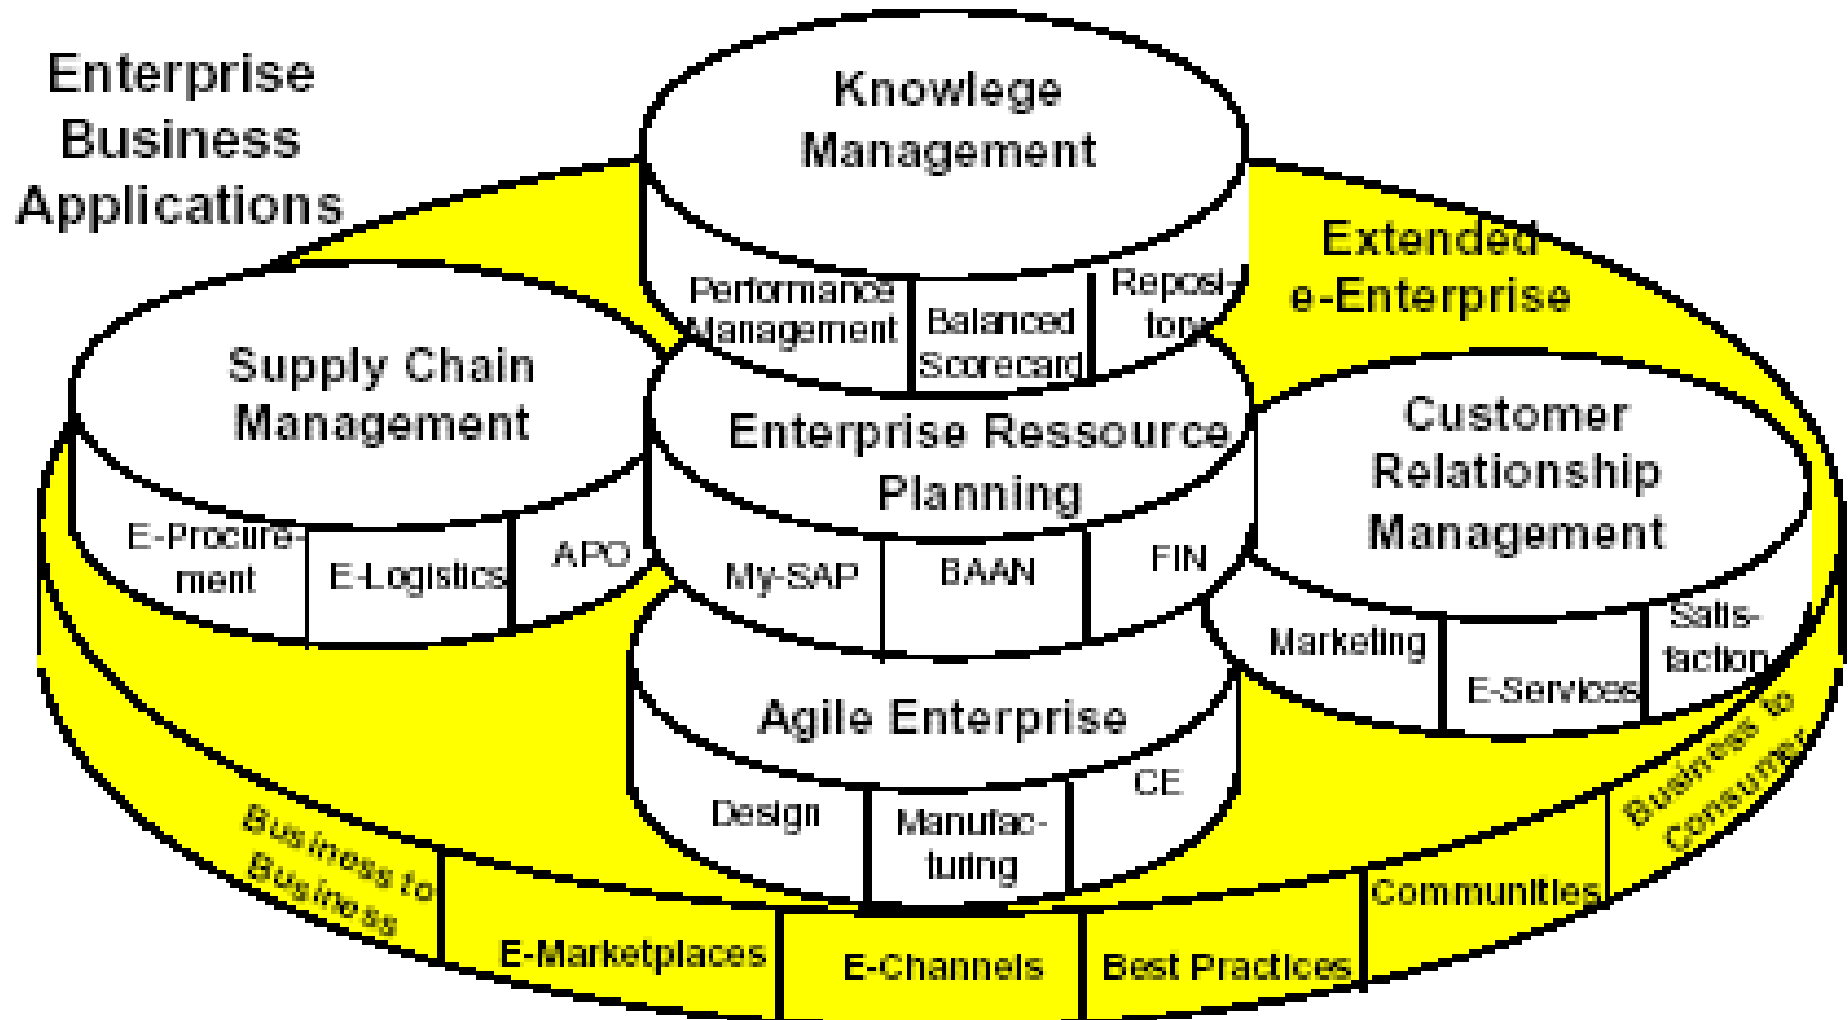 Enterprise
Business
Applications
Knowlege
Management
Performance
Management
Balanced
Scorecard
Reposi-
tory
Extended
e-Enterprise
Supply Chain
Management
E-Procure-
ment
E-Logistics
APO
Enterprise Ressource
Planning
My-SAP
BAAN
FIN
Customer
Relationship
Management
Marketing
E-Services
Satis-
faction
Agile Enterprise
Design
Manufac-
turing
CE
Business to
Business
E-Marketplaces
E-Channels
Best Practices
Communities
Business to
Consumer